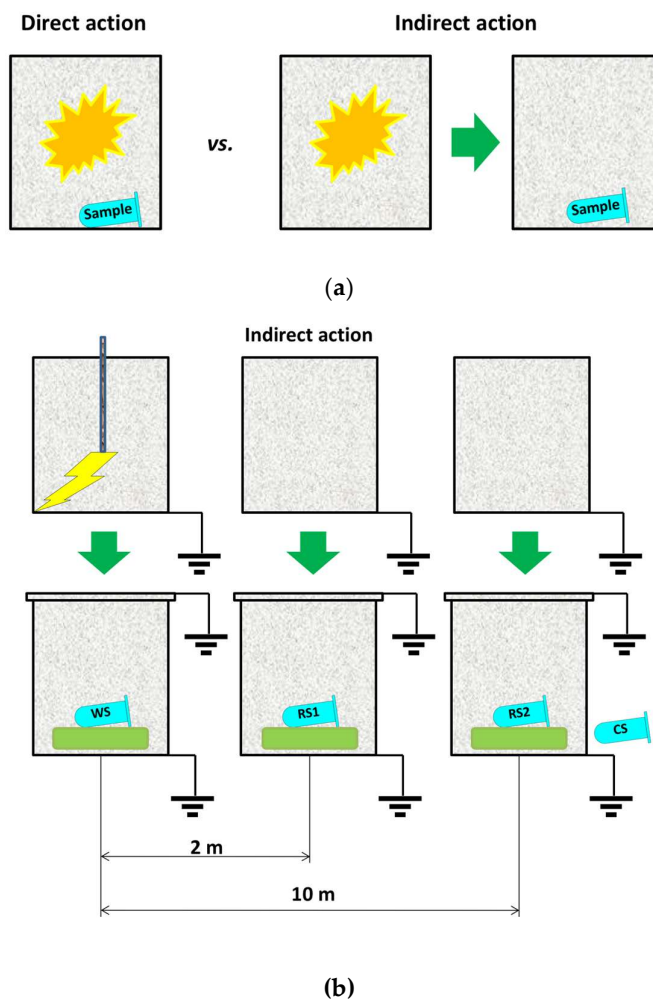 Direct action
Indirect action
vs.
Sample
Sample
(a)
Indirect action
WS
RS1
RS2
CS
2 m
10 m
(b)